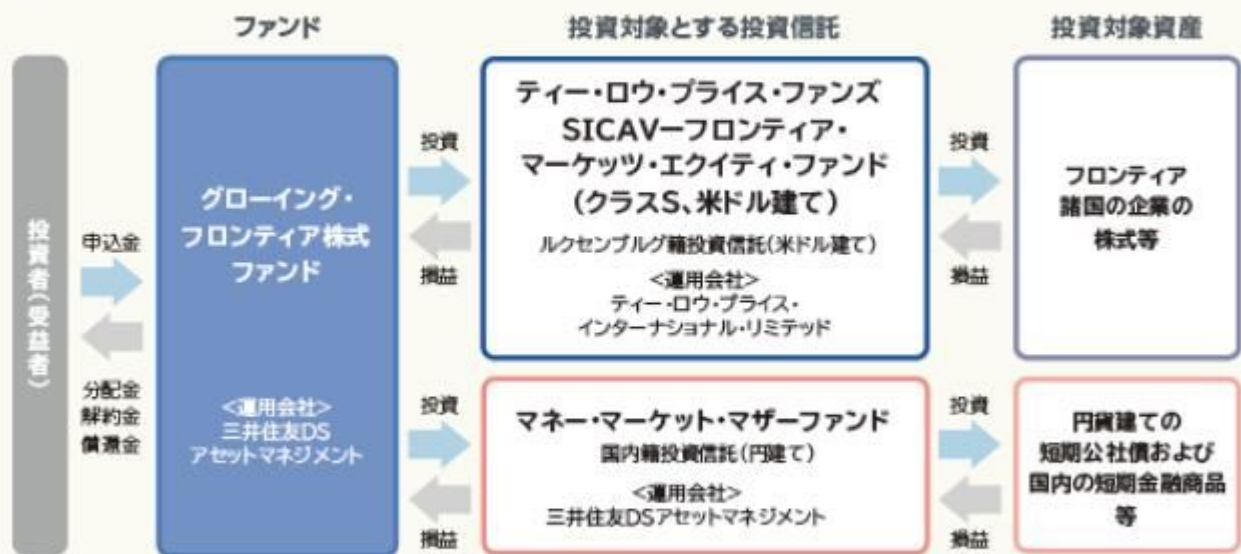 ファンド
投資対象とする投資信託
投資対象資産
投資者(受益者)
申込金
分配金
解約金
償還金
グローイング・
フロンティア株式
ファンド
<運用会社>
三井住友DS
アセットマネジメント
投資
損益
投資
損益
ティー・ロウ・プライス・ファンズ
SICAVーフロンティア・
マーケッツ・エクイティ・ファンド
(クラスS、米ドル建て)
ルクセンブルグ籍投資信託(米ドル建て)
<運用会社>
ティー・ロウ・プライス・
インターナショナル・リミテッド
マネー・マーケット・マザーファンド
国内籍投資信託(円建て)
<運用会社>
三井住友DSアセットマネジメント
投資
損益
投資
損益
フロンティア
諸国の企業の
株式等
円貨建ての
短期公社債および
国内の短期金融商品
等